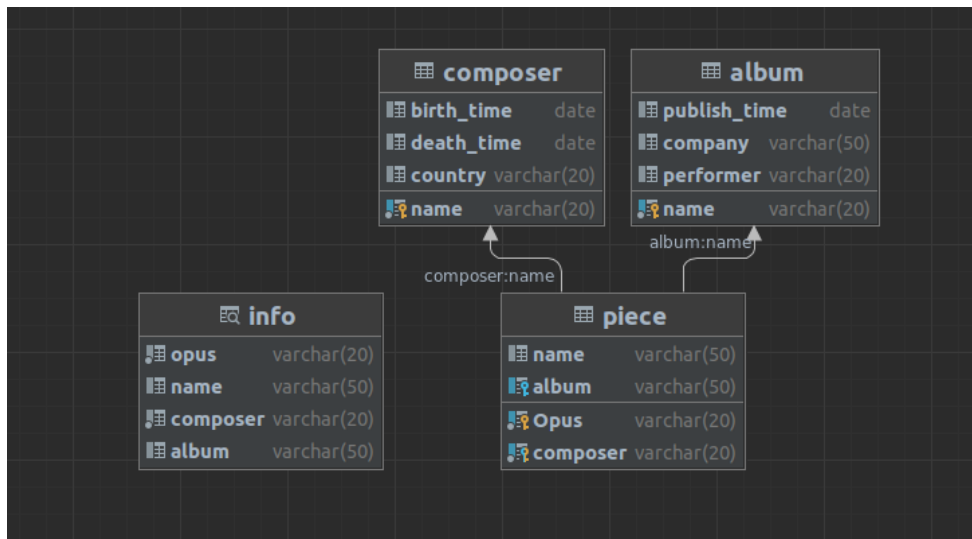 composer
birth_time date
death_time date
country varchar(20)
name varchar(20)
album
publish_time date
company varchar(50)
performer varchar(20)
name varchar(20)
album:name
composer:name
info
opus varchar(20)
name varchar(50)
composer varchar(20)
album varchar(50)
piece
name varchar(50)
album varchar(50)
Opus varchar(20)
composer varchar(20)